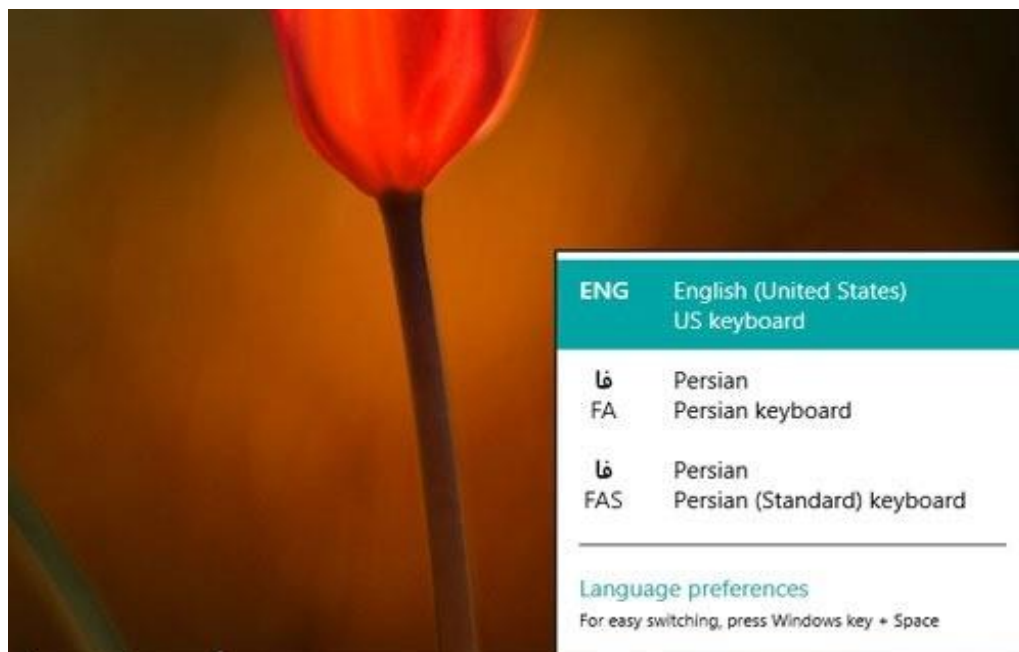 ENG English (United States)
US keyboard
فا Persian
FA Persian keyboard
فا Persian
FAS Persian (Standard) keyboard
Language preferences
For easy switching, press Windows key + Space